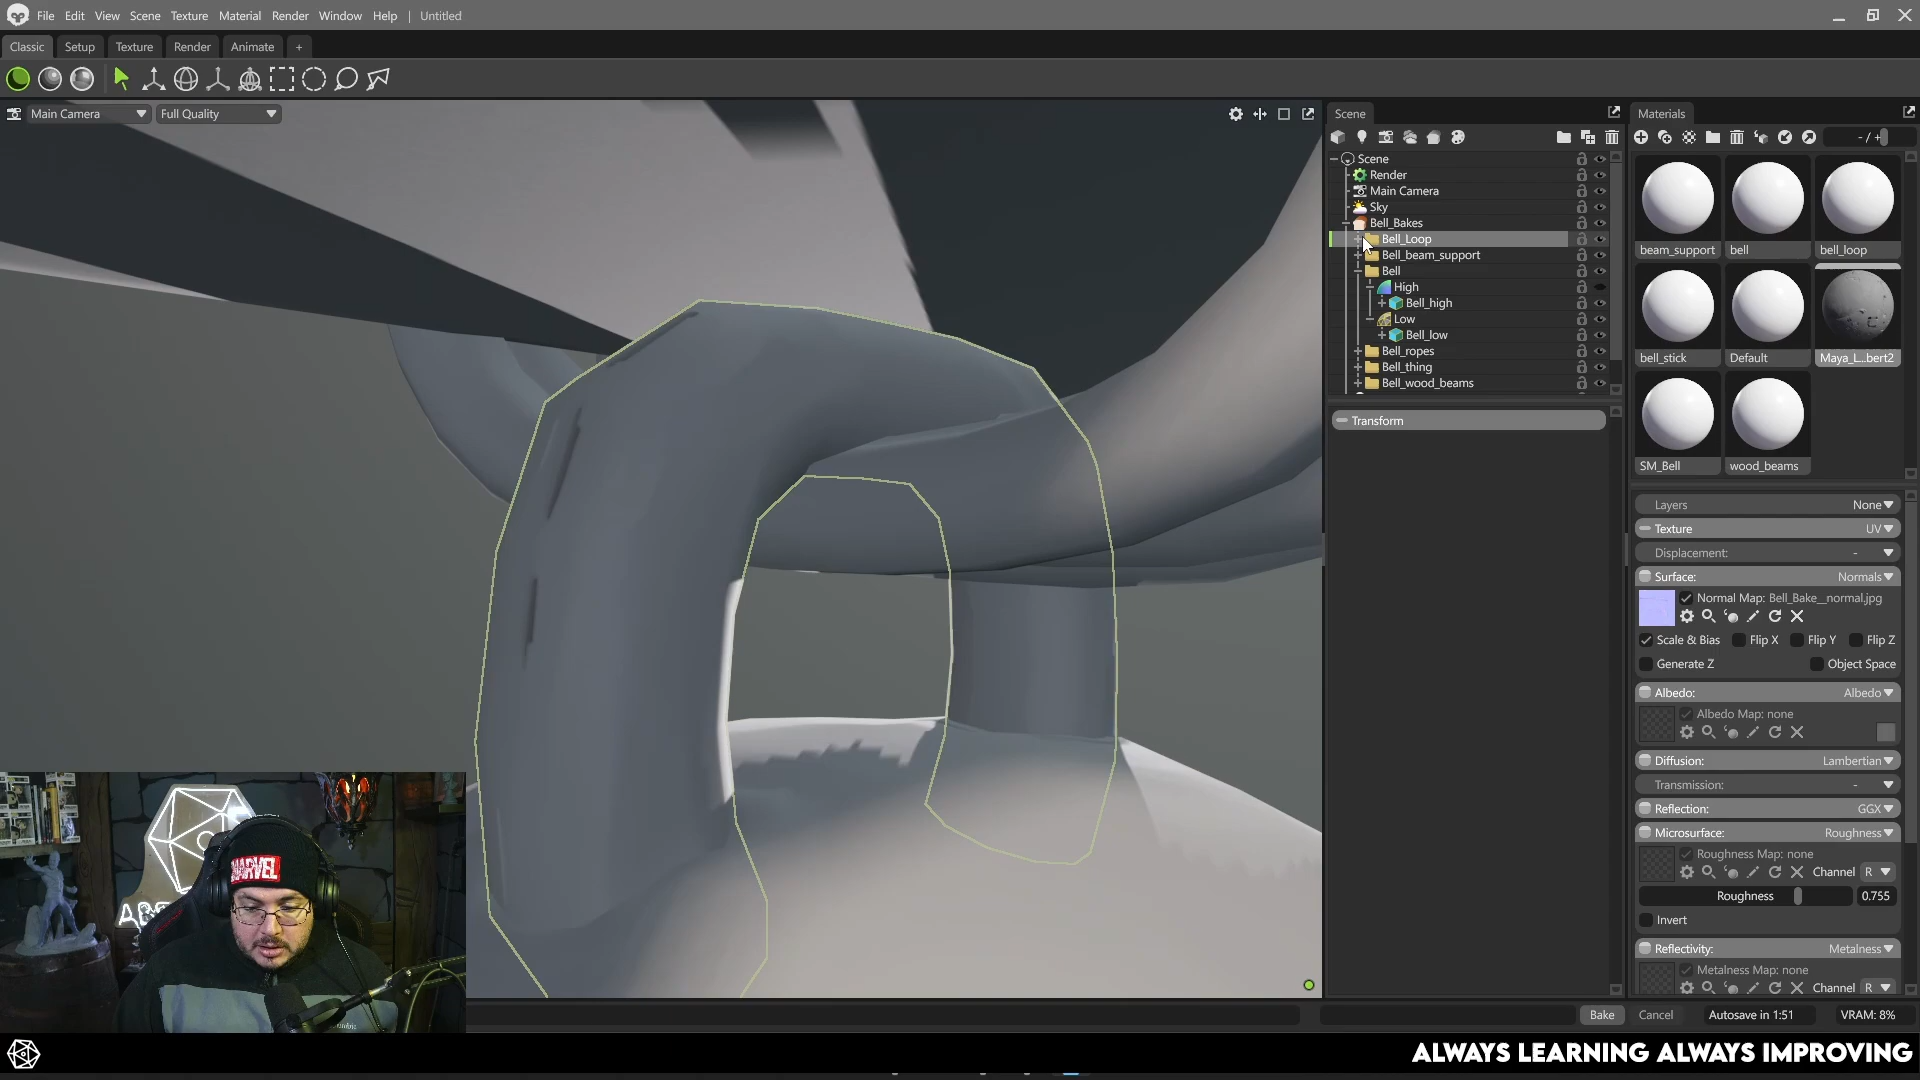 File Edit View Scene Texture Material Render Window Help | Untitled
Classic Setup Texture Render Animate +
Main Camera Full Quality
Scene
Scene
Render
Main Camera
Sky
Bell_Bakes
Bell_Loop
Bell_beam_support
Bell
High
Bell_high
Low
Bell_low
Bell_ropes
Bell_thing
Bell_wood_beams
Transform
Materials
- / +
beam_support bell bell_loop
bell_stick Default Maya_L...bert2
SM_Bell wood_beams
Layers None
Texture UV
Displacement: -
Surface: Normals
Normal Map: Bell_Bake__normal.jpg
Scale & Bias Flip X Flip Y Flip Z
Generate Z Object Space
Albedo: Albedo
Albedo Map: none
Diffusion: Lambertian
Transmission: -
Reflection: GGX
Microsurface: Roughness
Roughness Map: none
Channel R
Roughness 0.755
Invert
Reflectivity: Metalness
Metalness Map: none
Channel R
Bake Cancel Autosave in 1:51 VRAM: 8%
MARVEL
ALWAYS LEARNING ALWAYS IMPROVING